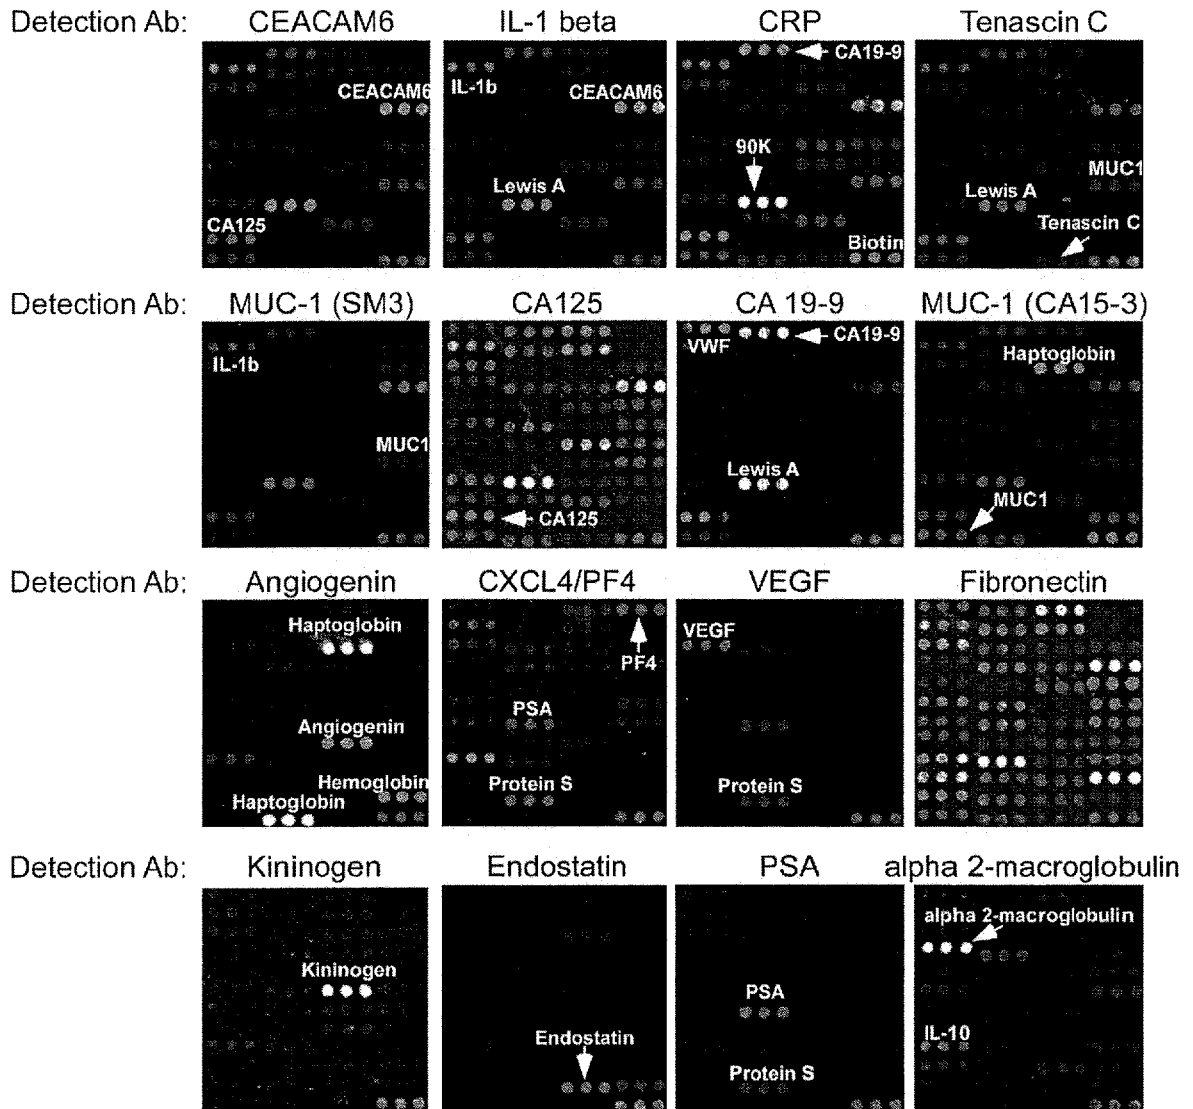 Detection Ab: CEACAM6 IL-1 beta CRP Tenascin C
CA19-9
IL-1b
CEACAM6 CEACAM6
90K
MUC1
Lewis A Lewis A
CA125 Tenascin C
Biotin
Detection Ab: MUC-1 (SM3) CA125 CA 19-9 MUC-1 (CA15-3)
VWF CA19-9
IL-1b Haptoglobin
MUC1
Lewis A
CA125 MUC1
Detection Ab: Angiogenin CXCL4/PF4 VEGF Fibronectin
Haptoglobin VEGF
PF4
PSA
Angiogenin
Hemoglobin Protein S Protein S
Haptoglobin
Detection Ab: Kininogen Endostatin PSA alpha 2-macroglobulin
alpha 2-macroglobulin
Kininogen
PSA
Endostatin IL-10
Protein S